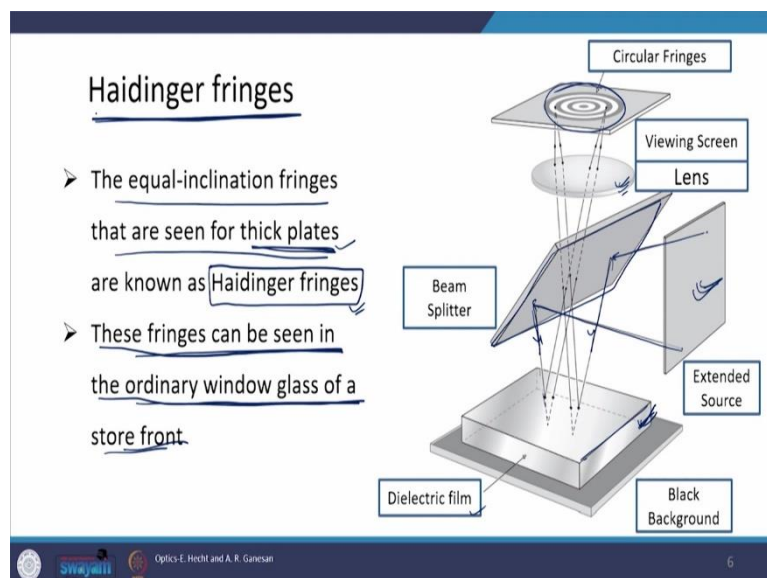 Haidinger fringes
➤ The equal-inclination fringes
that are seen for thick plates
are known as Haidinger fringes
➤ These fringes can be seen in
the ordinary window glass of a
store front
Circular Fringes
Viewing Screen
Lens
Beam
Splitter
Extended
Source
Dielectric film
Black
Background
swayam
Optics-E. Hecht and A. R. Ganesan
6